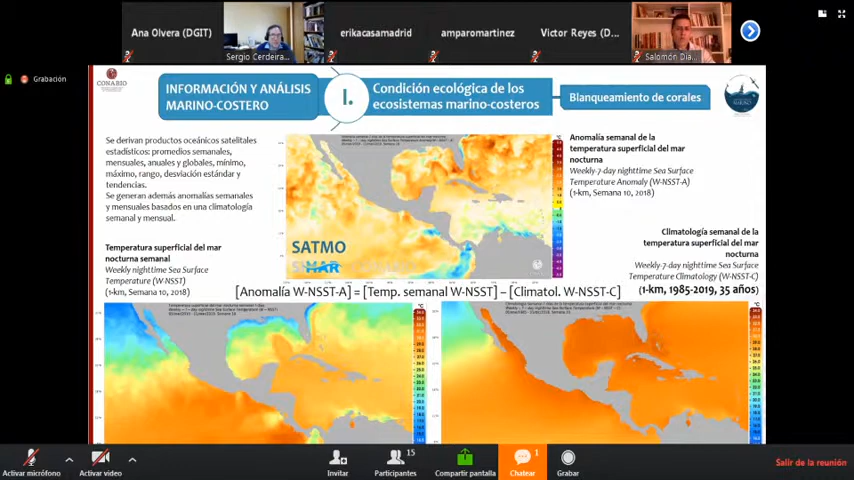 Ana Olvera (DGIT)
Sergio Cerdeira...
erikacasamadrid
amparomartinez
Victor Reyes (D...
Salomón Día...
Grabación
CONABIO
INFORMACIÓN Y ANÁLISIS
MARINO-COSTERO
I.
Condición ecológica de los
ecosistemas marino-costeros
Blanqueamiento de corales
Se derivan productos oceánicos satelitales
estadísticos: promedios semanales,
mensuales, anuales y globales, mínimo,
máximo, rango, desviación estándar y
tendencias.
Se generan además anomalías semanales
y mensuales basados en una climatología
semanal y mensual.
Anomalía semanal de la
temperatura superficial del mar
nocturna
Weekly-7-day nighttime Sea Surface
Temperature Anomaly (W-NSST-A)
(1-km, Semana 10, 2018)
SATMO
MAR
Temperatura superficial del mar
nocturna semanal
Weekly nighttime Sea Surface
Temperature (W NSST)
(1-km, Semana 10, 2018)
Climatología semanal de la
temperatura superficial del mar
nocturna
Weekly-7-day nighttime Sea Surface
Temperature Climatology (W-NSST-C)
(1-km, 1985-2019, 35 años)
[Anomalía W-NSST-A] = [Temp. semanal W-NSST] – [Climatol. W-NSST-C]
Activar micrófono
Activar video
Invitar
15
Participantes
Compartir pantalla
1
Chatear
Grabar
Salir de la reunión